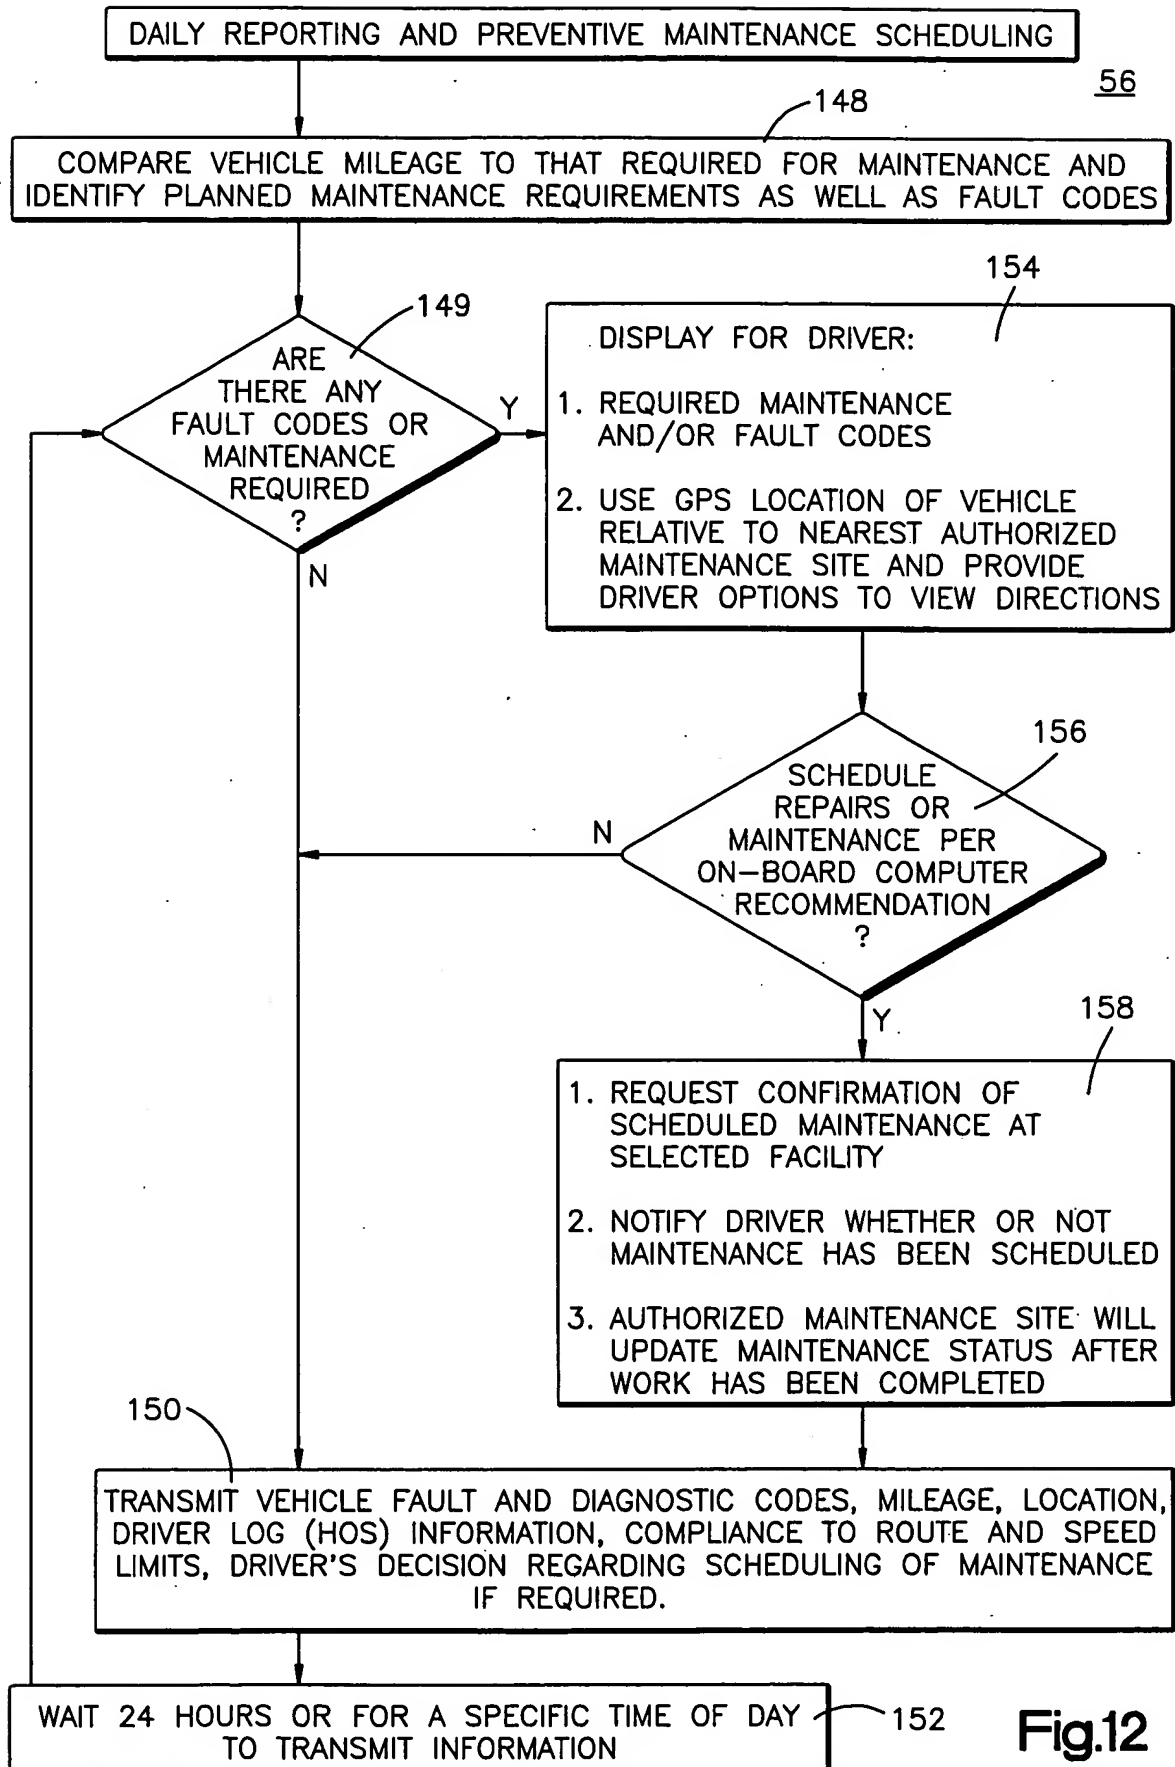 DAILY REPORTING AND PREVENTIVE MAINTENANCE SCHEDULING
56
148
COMPARE VEHICLE MILEAGE TO THAT REQUIRED FOR MAINTENANCE AND
IDENTIFY PLANNED MAINTENANCE REQUIREMENTS AS WELL AS FAULT CODES
149
ARE
THERE ANY
FAULT CODES OR
MAINTENANCE
REQUIRED
?
Y
N
154
DISPLAY FOR DRIVER:
1. REQUIRED MAINTENANCE
AND/OR FAULT CODES
2. USE GPS LOCATION OF VEHICLE
RELATIVE TO NEAREST AUTHORIZED
MAINTENANCE SITE AND PROVIDE
DRIVER OPTIONS TO VIEW DIRECTIONS
156
SCHEDULE
REPAIRS OR
MAINTENANCE PER
ON-BOARD COMPUTER
RECOMMENDATION
?
N
Y
158
1. REQUEST CONFIRMATION OF
SCHEDULED MAINTENANCE AT
SELECTED FACILITY
2. NOTIFY DRIVER WHETHER OR NOT
MAINTENANCE HAS BEEN SCHEDULED
3. AUTHORIZED MAINTENANCE SITE WILL
UPDATE MAINTENANCE STATUS AFTER
WORK HAS BEEN COMPLETED
150
TRANSMIT VEHICLE FAULT AND DIAGNOSTIC CODES, MILEAGE, LOCATION,
DRIVER LOG (HOS) INFORMATION, COMPLIANCE TO ROUTE AND SPEED
LIMITS, DRIVER'S DECISION REGARDING SCHEDULING OF MAINTENANCE
IF REQUIRED.
WAIT 24 HOURS OR FOR A SPECIFIC TIME OF DAY
TO TRANSMIT INFORMATION
152
Fig.12